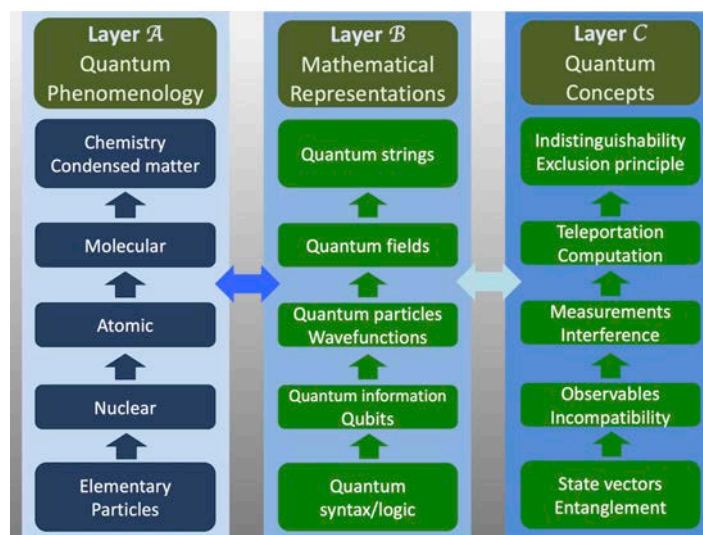 Layer 𝒜
Quantum
Phenomenology
Chemistry
Condensed matter
Molecular
Atomic
Nuclear
Elementary
Particles
Layer ℬ
Mathematical
Representations
Quantum strings
Quantum fields
Quantum particles
Wavefunctions
Quantum information
Qubits
Quantum
syntax/logic
Layer 𝒞
Quantum
Concepts
Indistinguishability
Exclusion principle
Teleportation
Computation
Measurements
Interference
Observables
Incompatibility
State vectors
Entanglement